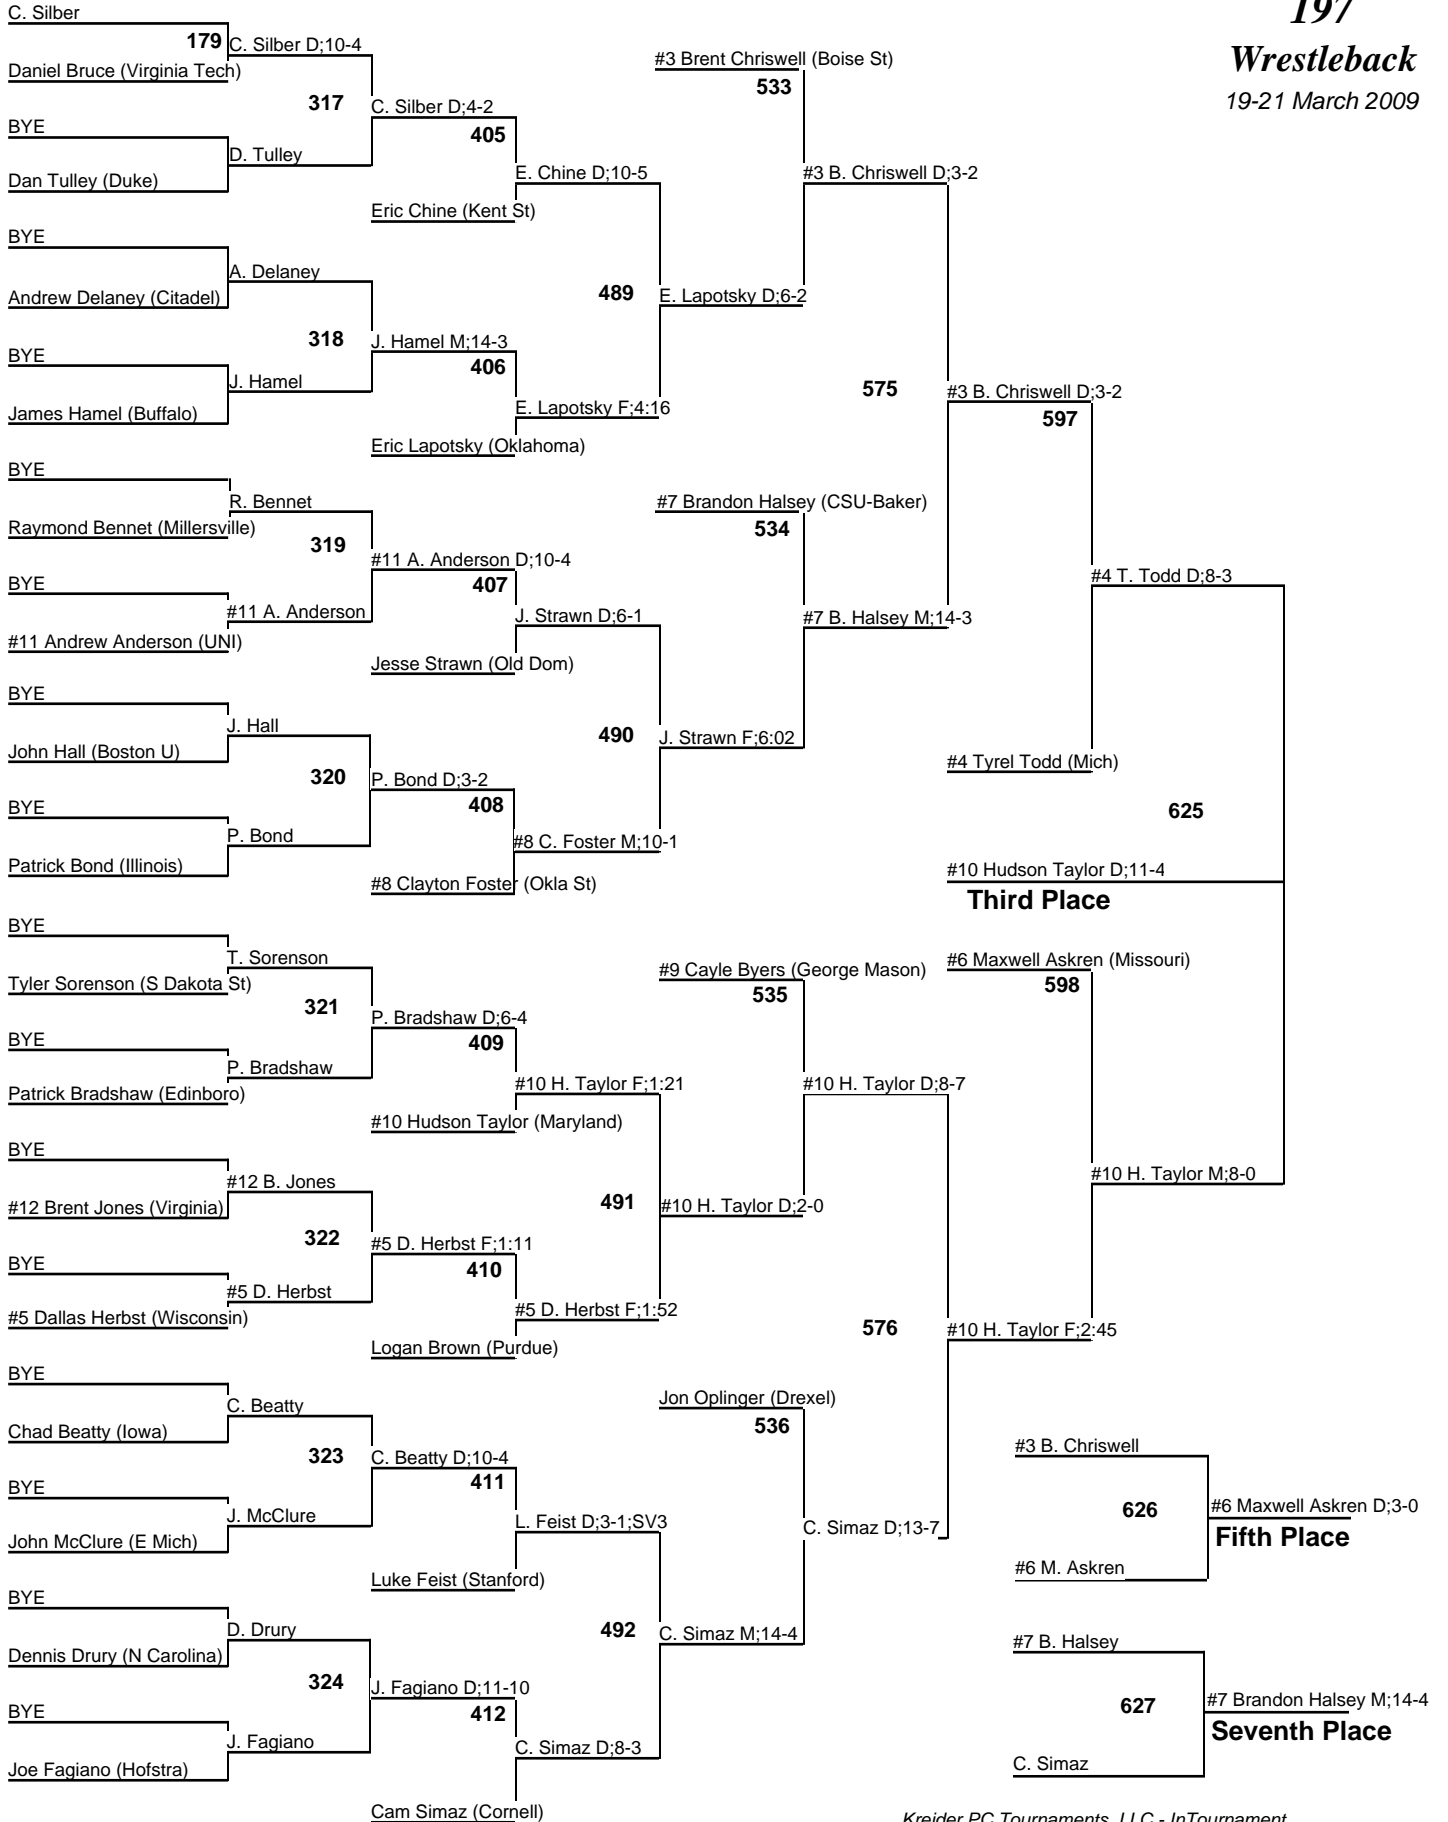 197
Wrestleback
19-21 March 2009
C. Silber
179
C. Silber D;10-4
Daniel Bruce (Virginia Tech)
317
C. Silber D;4-2
BYE
D. Tulley
Dan Tulley (Duke)
405
E. Chine D;10-5
Eric Chine (Kent St)
BYE
A. Delaney
Andrew Delaney (Citadel)
318
J. Hamel M;14-3
BYE
J. Hamel
James Hamel (Buffalo)
406
E. Lapotsky F;4:16
Eric Lapotsky (Oklahoma)
489
E. Lapotsky D;6-2
#3 Brent Chriswell (Boise St)
533
#3 B. Chriswell D;3-2
BYE
R. Bennet
Raymond Bennet (Millersville)
319
#11 A. Anderson D;10-4
BYE
#11 A. Anderson
#11 Andrew Anderson (UNI)
407
J. Strawn D;6-1
Jesse Strawn (Old Dom)
BYE
J. Hall
John Hall (Boston U)
320
P. Bond D;3-2
BYE
P. Bond
Patrick Bond (Illinois)
408
#8 C. Foster M;10-1
#8 Clayton Foster (Okla St)
490
J. Strawn F;6:02
#7 Brandon Halsey (CSU-Baker)
534
#7 B. Halsey M;14-3
575
#3 B. Chriswell D;3-2
597
#4 T. Todd D;8-3
#4 Tyrel Todd (Mich)
625
#10 Hudson Taylor D;11-4
Third Place
BYE
T. Sorenson
Tyler Sorenson (S Dakota St)
321
P. Bradshaw D;6-4
BYE
P. Bradshaw
Patrick Bradshaw (Edinboro)
409
#10 H. Taylor F;1:21
#10 Hudson Taylor (Maryland)
BYE
#12 B. Jones
#12 Brent Jones (Virginia)
322
#5 D. Herbst F;1:11
BYE
#5 D. Herbst
#5 Dallas Herbst (Wisconsin)
410
#5 D. Herbst F;1:52
Logan Brown (Purdue)
491
#10 H. Taylor D;2-0
#9 Cayle Byers (George Mason)
535
#10 H. Taylor D;8-7
#6 Maxwell Askren (Missouri)
598
#10 H. Taylor M;8-0
576
#10 H. Taylor F;2:45
BYE
C. Beatty
Chad Beatty (Iowa)
323
C. Beatty D;10-4
BYE
J. McClure
John McClure (E Mich)
411
L. Feist D;3-1;SV3
Luke Feist (Stanford)
BYE
D. Drury
Dennis Drury (N Carolina)
324
J. Fagiano D;11-10
BYE
J. Fagiano
Joe Fagiano (Hofstra)
412
C. Simaz D;8-3
Cam Simaz (Cornell)
492
C. Simaz M;14-4
Jon Oplinger (Drexel)
536
C. Simaz D;13-7
#3 B. Chriswell
626
#6 Maxwell Askren D;3-0
Fifth Place
#6 M. Askren
#7 B. Halsey
627
#7 Brandon Halsey M;14-4
Seventh Place
C. Simaz
Kreider PC Tournaments, LLC - InTournament